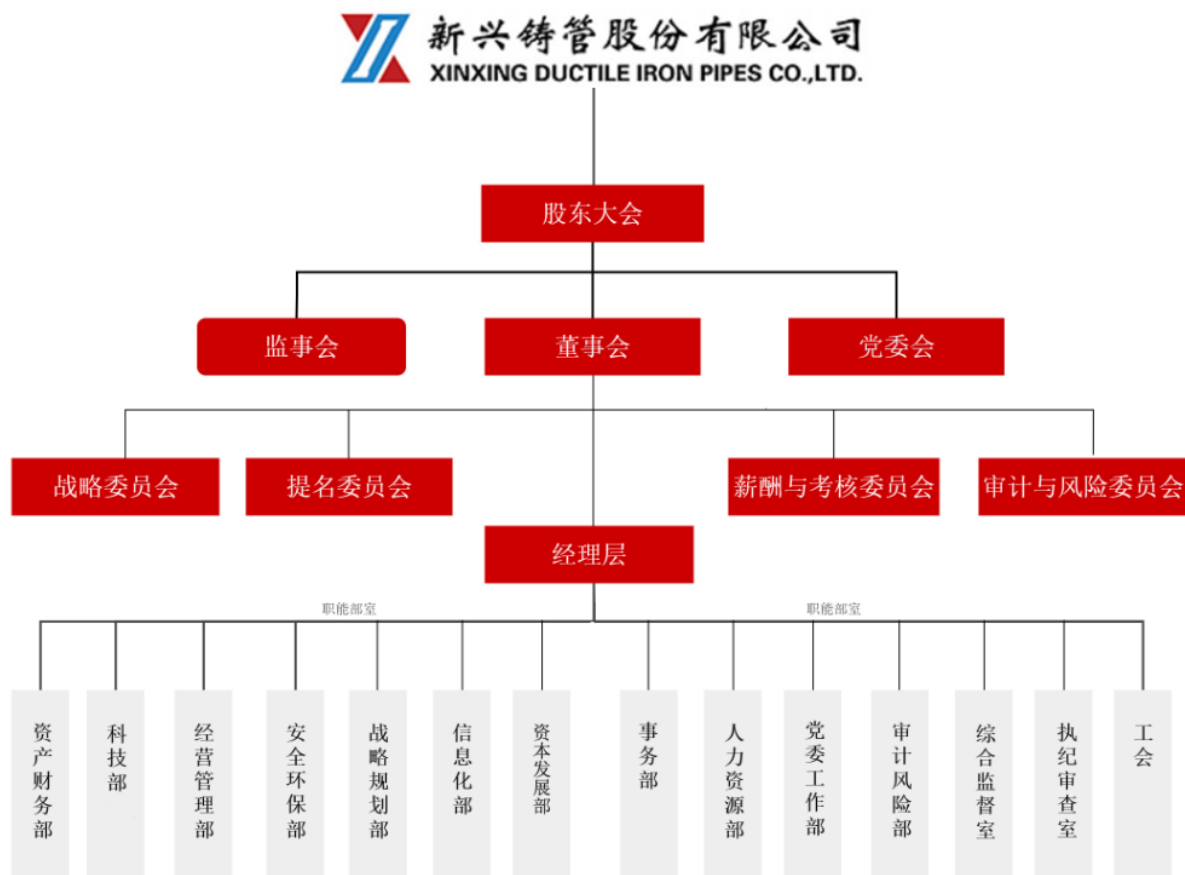 新兴铸管股份有限公司
XINXING DUCTILE IRON PIPES CO.,LTD.
股东大会
监事会
董事会
党委会
战略委员会
提名委员会
薪酬与考核委员会
审计与风险委员会
经理层
职能部室
职能部室
资产财务部
科技部
经营管理部
安全环保部
战略规划部
信息化部
资本发展部
事务部
人力资源部
党委工作部
审计风险部
综合监督室
执纪审查室
工会